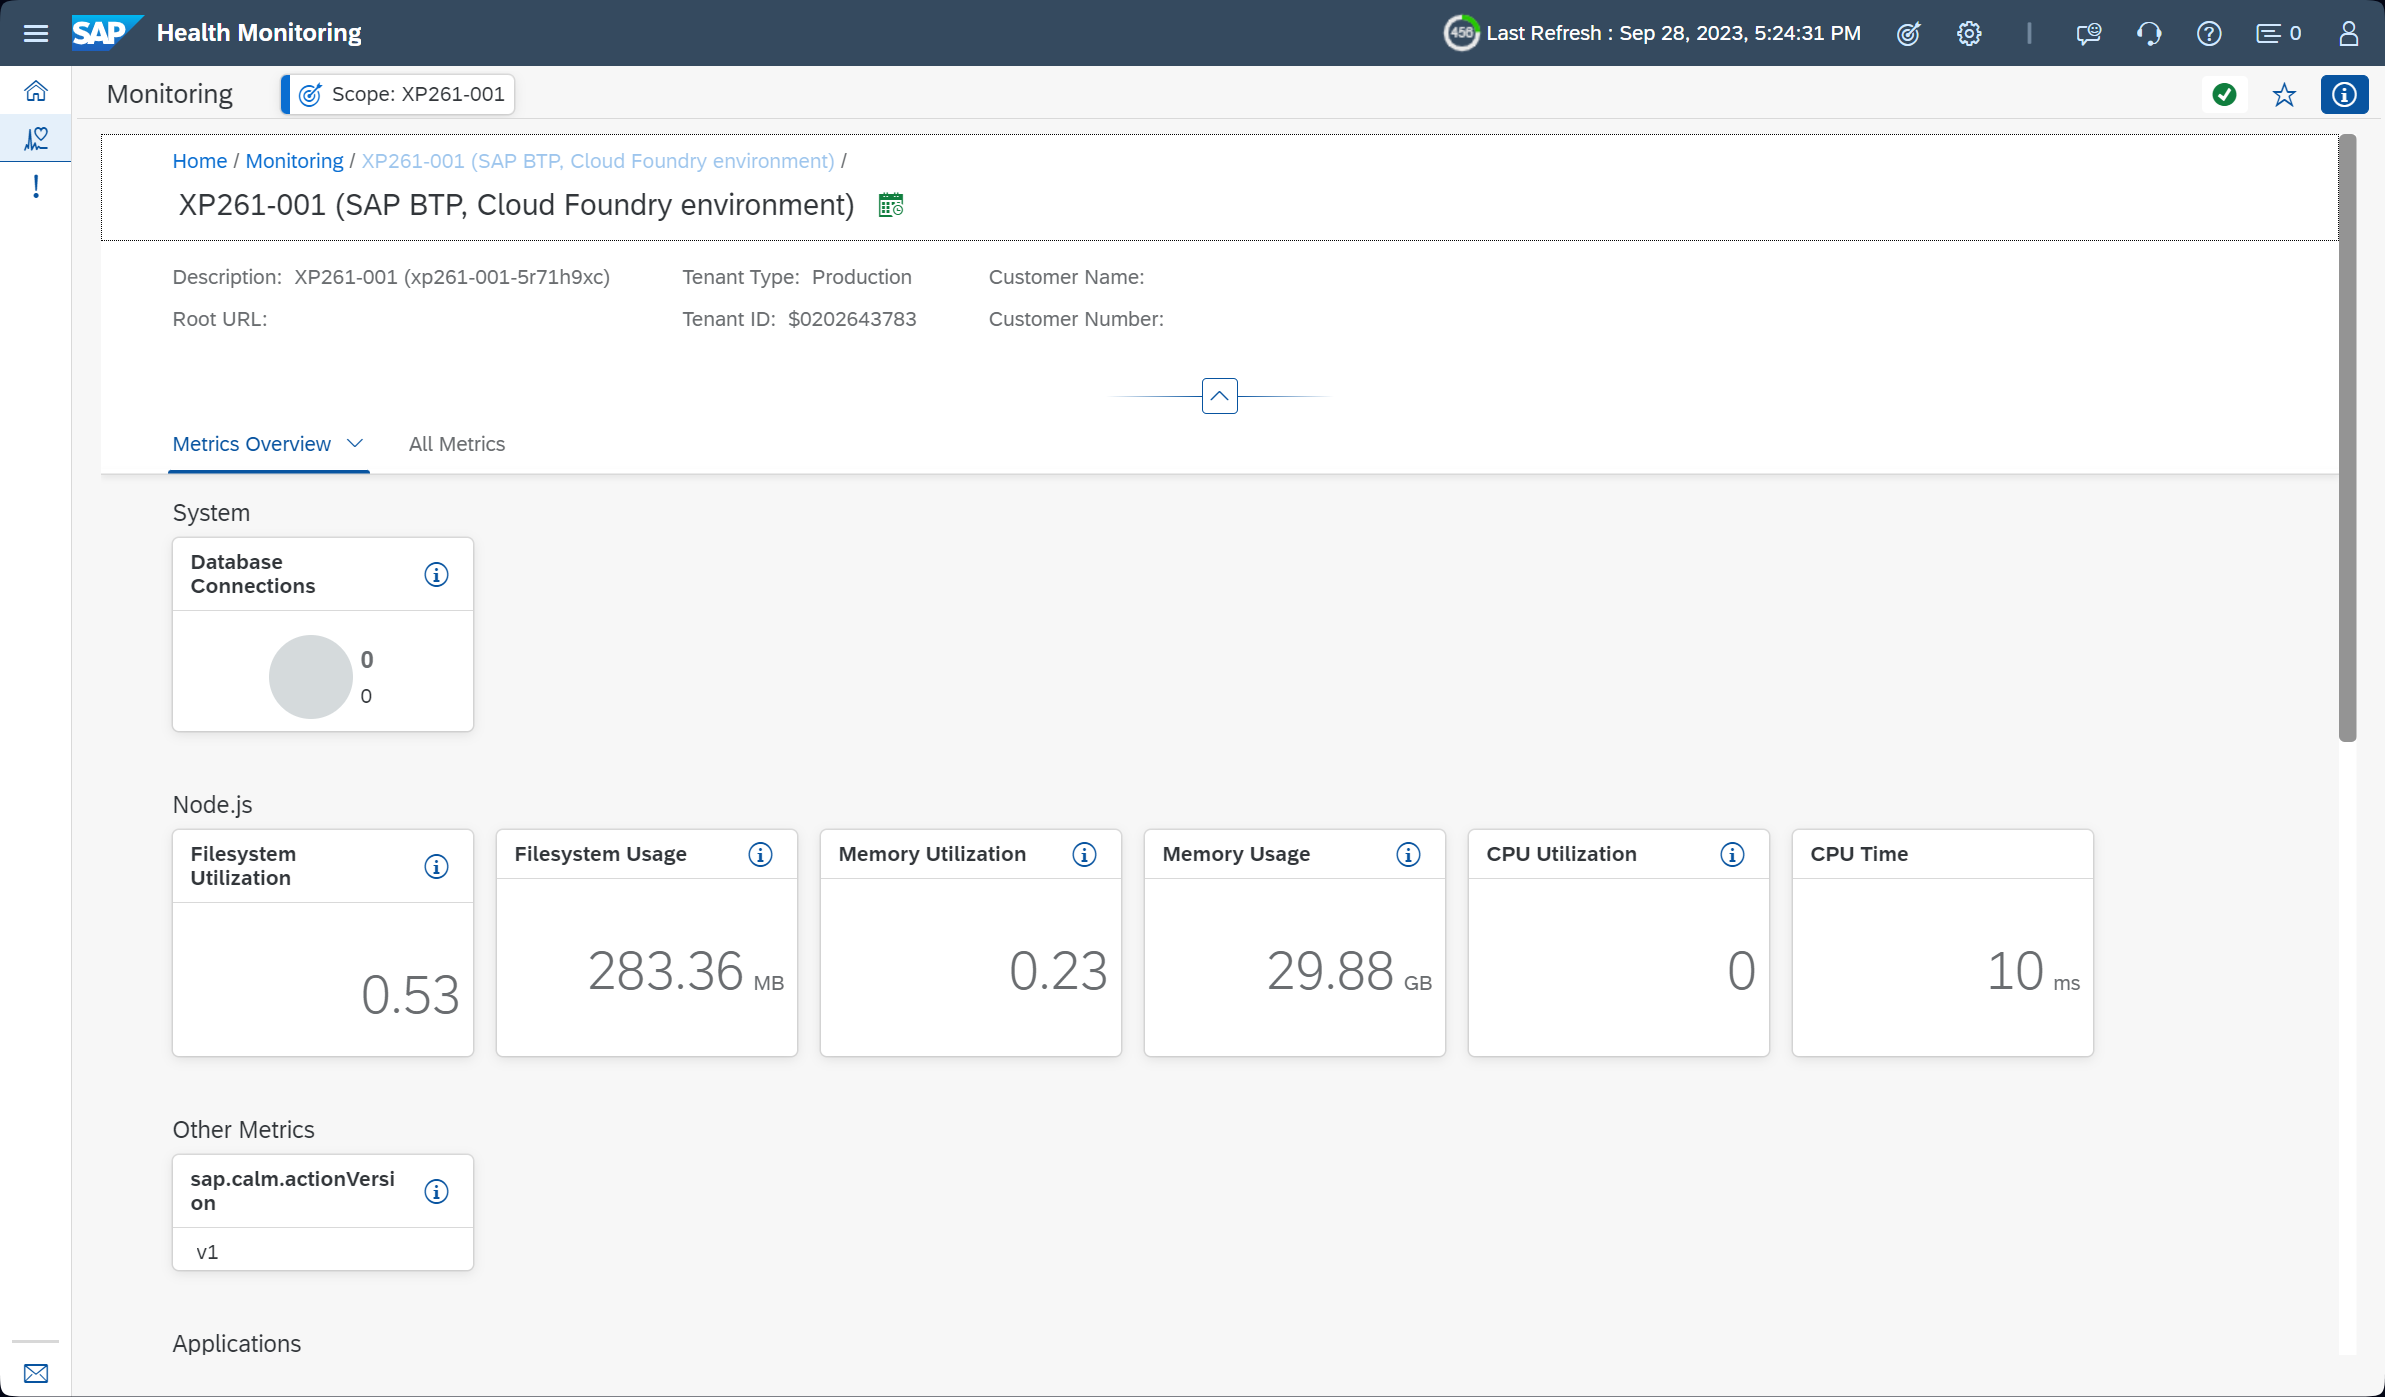 SAP Health Monitoring
456 Last Refresh : Sep 28, 2023, 5:24:31 PM
0
Monitoring
Scope: XP261-001
Home / Monitoring / XP261-001 (SAP BTP, Cloud Foundry environment) /
XP261-001 (SAP BTP, Cloud Foundry environment)
Description: XP261-001 (xp261-001-5r71h9xc)
Tenant Type: Production
Customer Name:
Root URL:
Tenant ID: $0202643783
Customer Number:
Metrics Overview
All Metrics
System
Database
Connections
0
0
Node.js
Filesystem
Utilization
0.53
Filesystem Usage
283.36 MB
Memory Utilization
0.23
Memory Usage
29.88 GB
CPU Utilization
0
CPU Time
10 ms
Other Metrics
sap.calm.actionVersi
on
v1
Applications